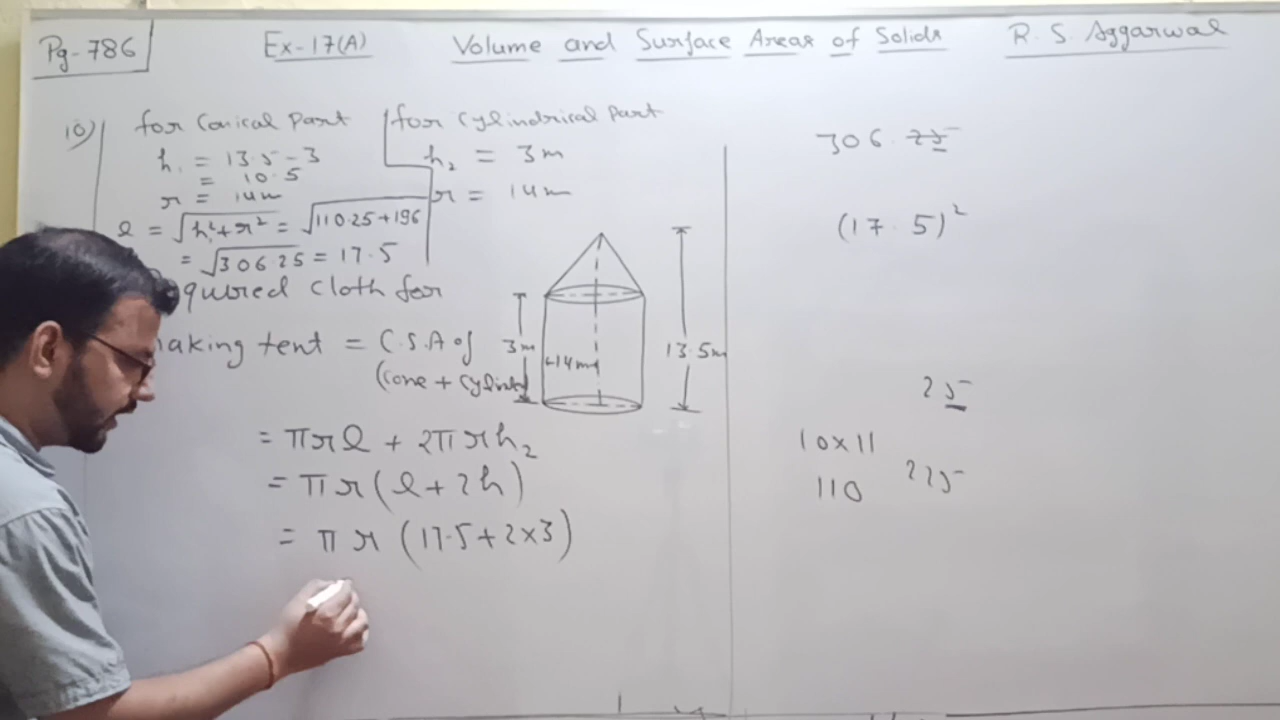 Pg-786
Ex-17(A)
Volume and Surface Areas of Solids
R. S. Aggarwal
10)
for Conical Part
h₁ = 13.5-3
= 10.5
r = 14m
l = √h₁²+r² = √110.25+196
= √306.25 = 17.5
for Cylindrical Part
h₂ = 3m
r = 14m
cloth for
tent = C.S.A of
(cone +
= πrl + 2πrh₂
= πr(l+2h)
= πr(17.5+2×3)
3m
14m
13.5m
306.25
(17.5)²
25
10×11
110
225